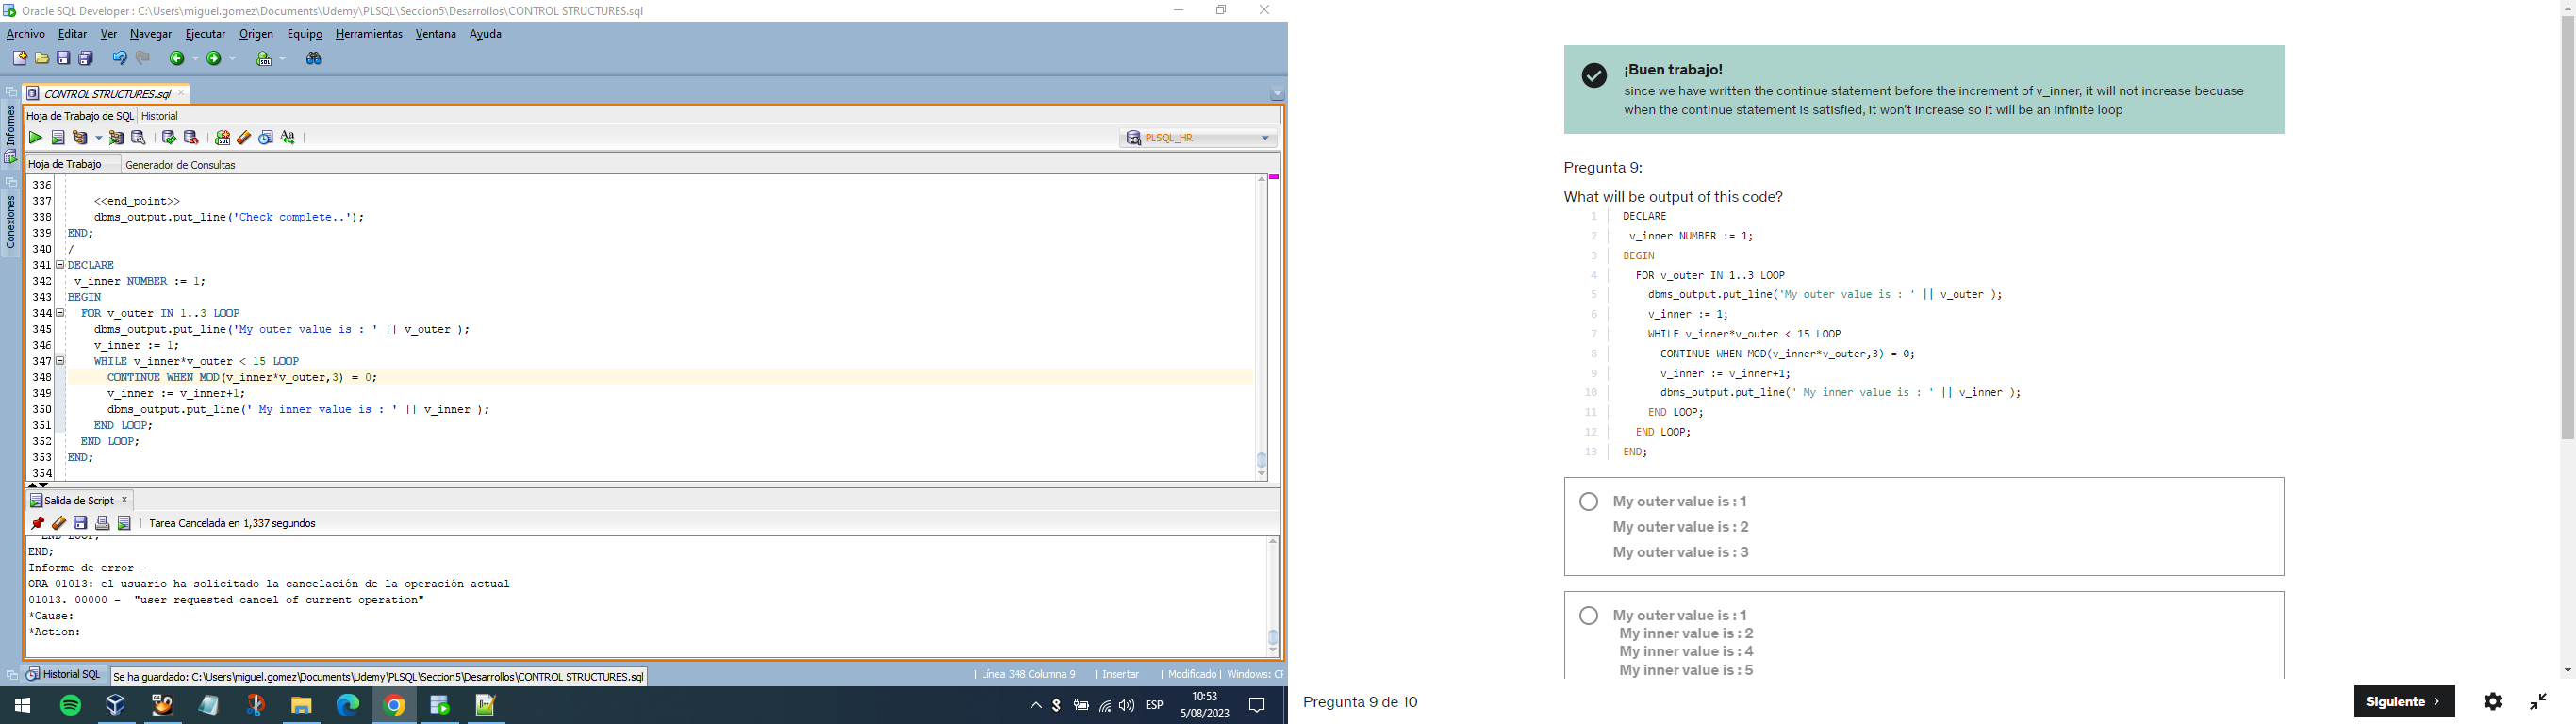 Oracle SQL Developer : C:\Users\miguel.gomez\Documents\Udemy\PLSQL\Seccion5\Desarrollos\CONTROL STRUCTURES.sql
Archivo Editar Ver Navegar Ejecutar Origen Equipo Herramientas Ventana Ayuda
CONTROL STRUCTURES.sql
Informes
Conexiones
Hoja de Trabajo de SQL Historial
PLSQL_HR
Hoja de Trabajo Generador de Consultas
336
337 <<end_point>>
338 dbms_output.put_line('Check complete..');
339 END;
340 /
341 DECLARE
342 v_inner NUMBER := 1;
343 BEGIN
344 FOR v_outer IN 1..3 LOOP
345 dbms_output.put_line('My outer value is : ' || v_outer );
346 v_inner := 1;
347 WHILE v_inner*v_outer < 15 LOOP
348 CONTINUE WHEN MOD(v_inner*v_outer,3) = 0;
349 v_inner := v_inner+1;
350 dbms_output.put_line(' My inner value is : ' || v_inner );
351 END LOOP;
352 END LOOP;
353 END;
354
Salida de Script
Tarea Cancelada en 1,337 segundos
END LOOP;
END;
Informe de error -
ORA-01013: el usuario ha solicitado la cancelación de la operación actual
01013. 00000 - "user requested cancel of current operation"
*Cause:
*Action:
Historial SQL Se ha guardado: C:\Users\miguel.gomez\Documents\Udemy\PLSQL\Seccion5\Desarrollos\CONTROL STRUCTURES.sql
Línea 348 Columna 9 | Insertar | Modificado | Windows: CF
ESP
10:53
5/08/2023
¡Buen trabajo!
since we have written the continue statement before the increment of v_inner, it will not increase becuase
when the continue statement is satisfied, it won't increase so it will be an infinite loop
Pregunta 9:
What will be output of this code?
1 DECLARE
2 v_inner NUMBER := 1;
3 BEGIN
4 FOR v_outer IN 1..3 LOOP
5 dbms_output.put_line('My outer value is : ' || v_outer );
6 v_inner := 1;
7 WHILE v_inner*v_outer < 15 LOOP
8 CONTINUE WHEN MOD(v_inner*v_outer,3) = 0;
9 v_inner := v_inner+1;
10 dbms_output.put_line(' My inner value is : ' || v_inner );
11 END LOOP;
12 END LOOP;
13 END;
My outer value is : 1
My outer value is : 2
My outer value is : 3
My outer value is : 1
My inner value is : 2
My inner value is : 4
My inner value is : 5
Pregunta 9 de 10
Siguiente >